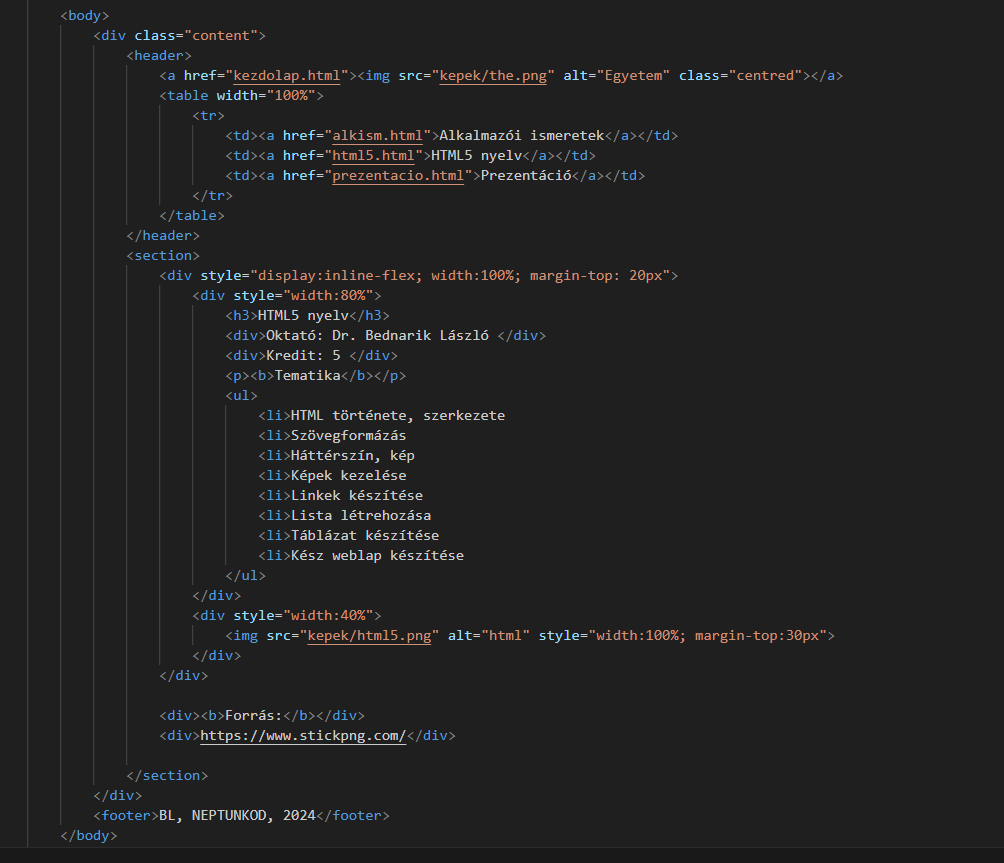 <body>
<div class="content">
<header>
<a href="kezdolap.html"><img src="kepek/the.png" alt="Egyetem" class="centred"></a>
<table width="100%">
<tr>
<td><a href="alkism.html">Alkalmazói ismeretek</a></td>
<td><a href="html5.html">HTML5 nyelv</a></td>
<td><a href="prezentacio.html">Prezentáció</a></td>
</tr>
</table>
</header>
<section>
<div style="display:inline-flex; width:100%; margin-top: 20px">
<div style="width:80%">
<h3>HTML5 nyelv</h3>
<div>Oktató: Dr. Bednarik László </div>
<div>Kredit: 5 </div>
<p><b>Tematika</b></p>
<ul>
<li>HTML története, szerkezete
<li>Szövegformázás
<li>Háttérszín, kép
<li>Képek kezelése
<li>Linkek készítése
<li>Lista létrehozása
<li>Táblázat készítése
<li>Kész weblap készítése
</ul>
</div>
<div style="width:40%">
<img src="kepek/html5.png" alt="html" style="width:100%; margin-top:30px">
</div>
</div>
<div><b>Forrás:</b></div>
<div>https://www.stickpng.com/</div>
</section>
</div>
<footer>BL, NEPTUNKOD, 2024</footer>
</body>